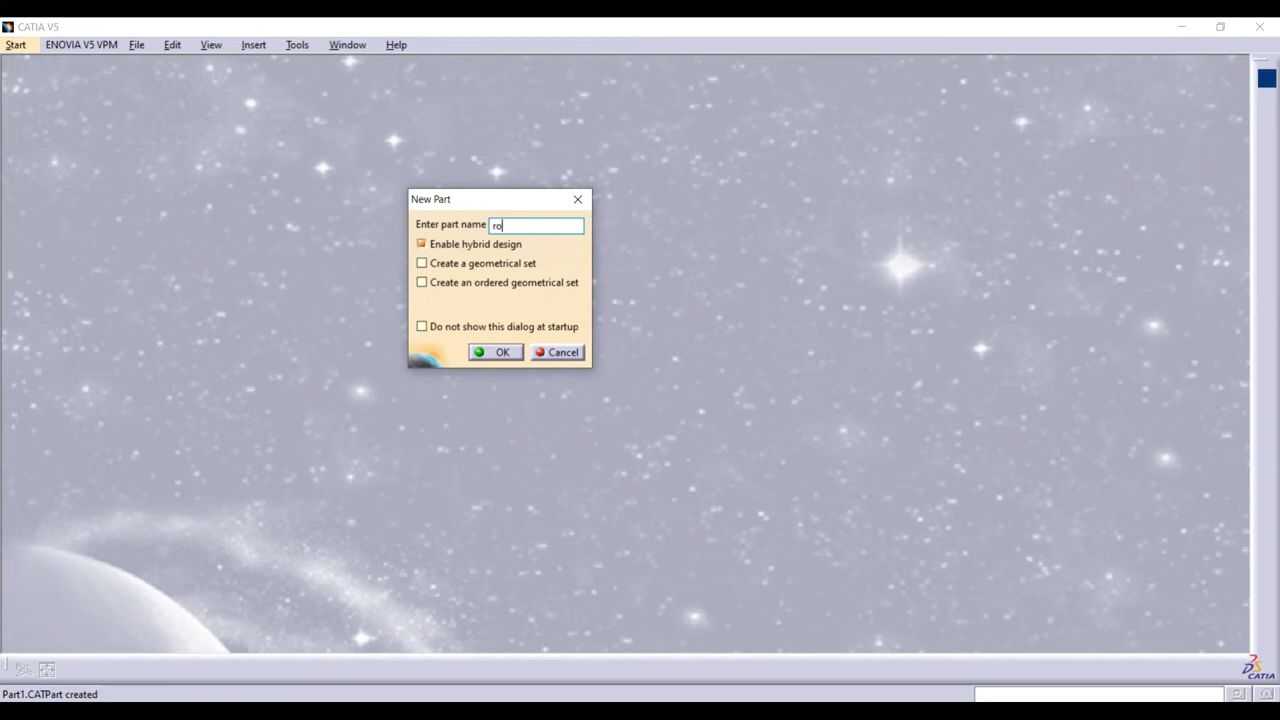 CATIA V5
Start ENOVIA V5 VPM File Edit View Insert Tools Window Help
New Part
Enter part name ro
Enable hybrid design
Create a geometrical set
Create an ordered geometrical set
Do not show this dialog at startup
OK Cancel
CATIA
Part1.CATPart created